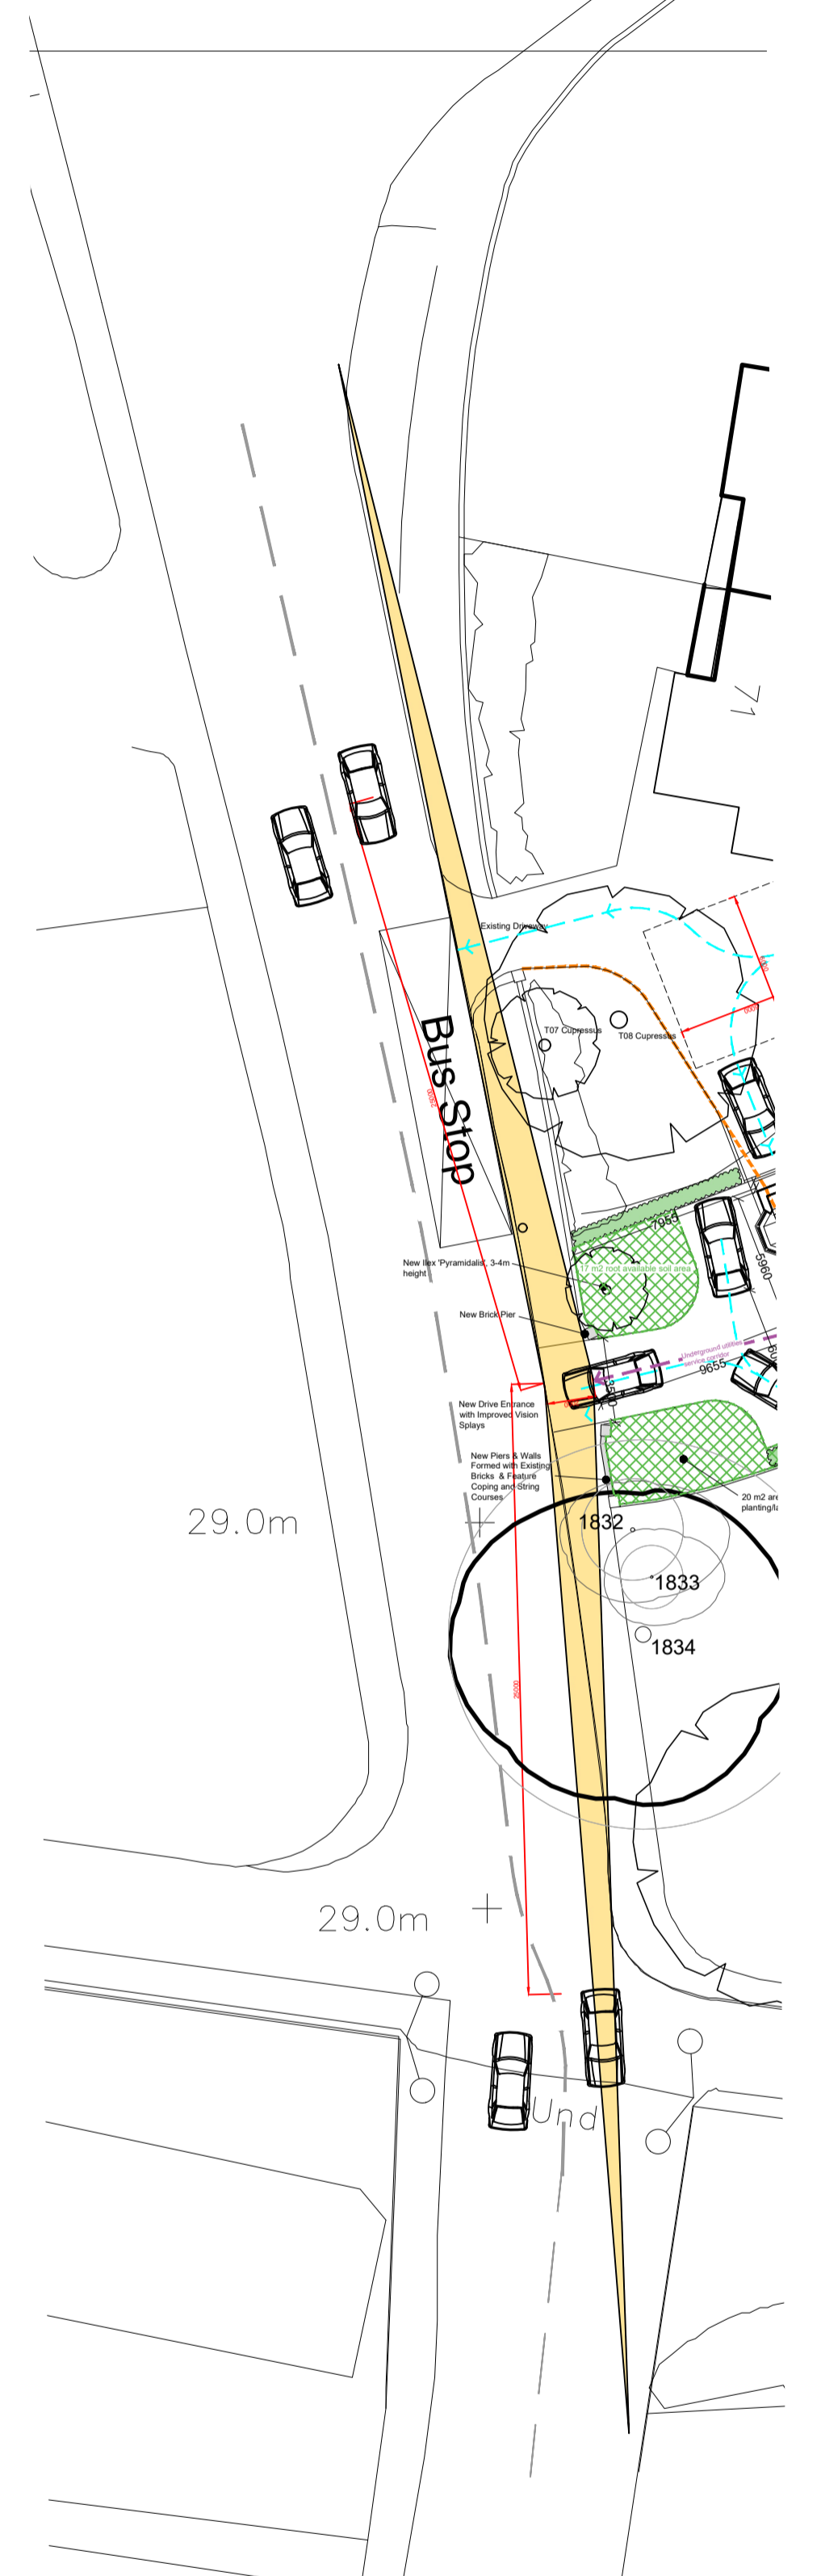 71
Existing Driveway
T07 Cupressus
T08 Cupressus
Bus Stop
25000
7955
5960
New Ilex 'Pyramidalis', 3-4m
height
17 m2 root available soil area
New Brick Pier
Underground utilities
service corridor
9655
New Drive Entrance
with Improved Vision
Splays
New Piers & Walls
Formed with Existing
Bricks & Feature
Coping and String
Courses
20 m2 are
planting/la
29.0m
1832
1833
1834
25000
29.0m
Und